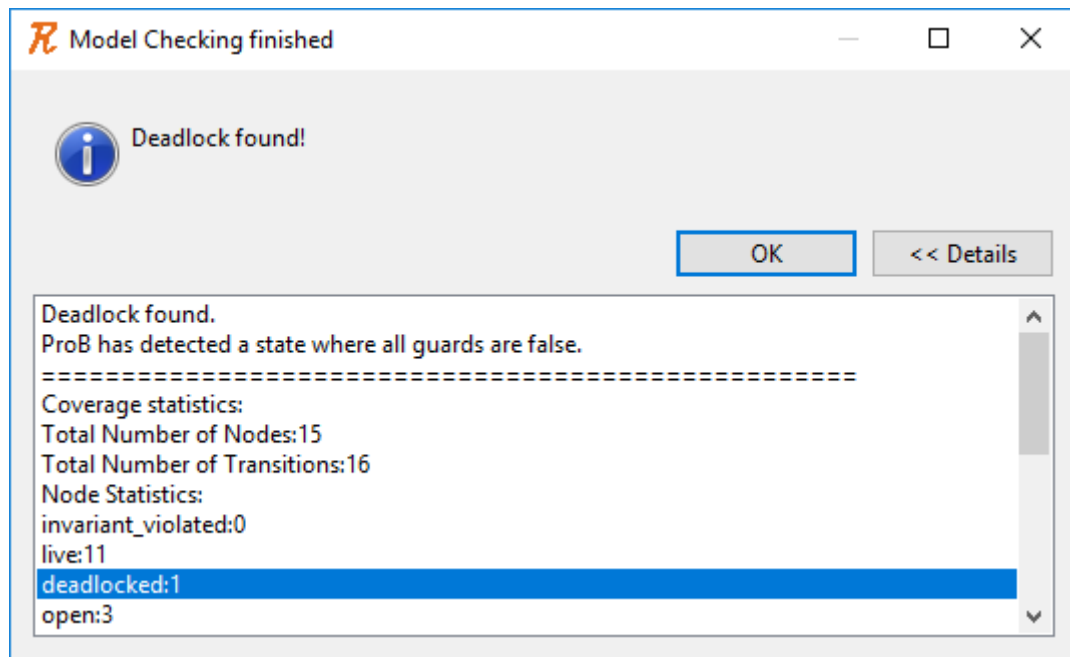 Model Checking finished
Deadlock found!
OK
<< Details
Deadlock found.
ProB has detected a state where all guards are false.
===================================================
Coverage statistics:
Total Number of Nodes:15
Total Number of Transitions:16
Node Statistics:
invariant_violated:0
live:11
deadlocked:1
open:3